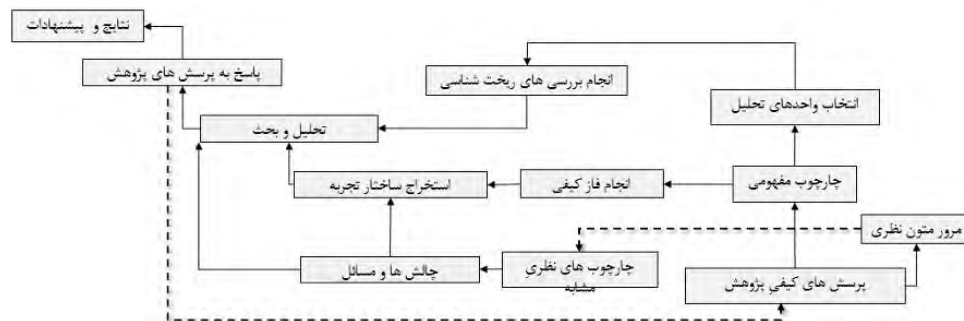 نتایج و پیشنهادات
پاسخ به پرسش های پژوهش
انجام بررسی های ریخت شناسی
انتخاب واحدهای تحلیل
تحلیل و بحث
چارچوب مفهومی
انجام فاز کیفی
استخراج ساختار تجربه
مرور متون نظری
چارچوب های نظریِ
مشابه
چالش ها و مسائل
پرسش های کیفیِ پژوهش